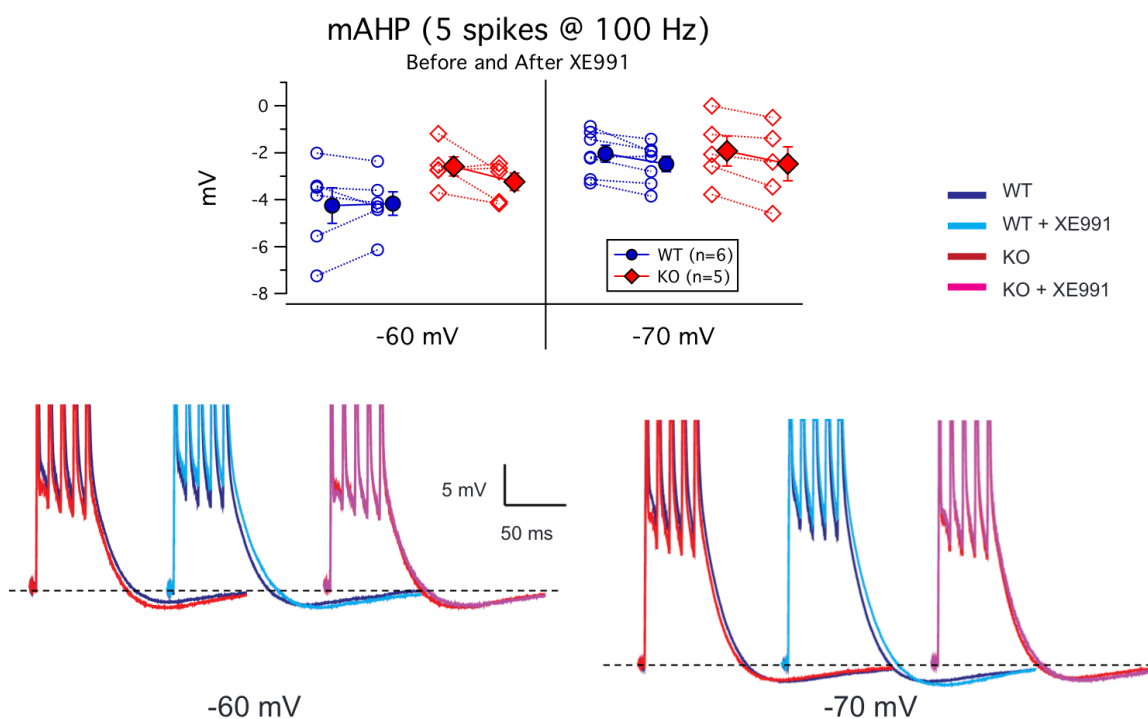 mAHP (5 spikes @ 100 Hz)
Before and After XE991
0
-2
-4
-6
-8
mV
WT (n=6)
KO (n=5)
-60 mV
-70 mV
WT
WT + XE991
KO
KO + XE991
5 mV
50 ms
-60 mV
-70 mV